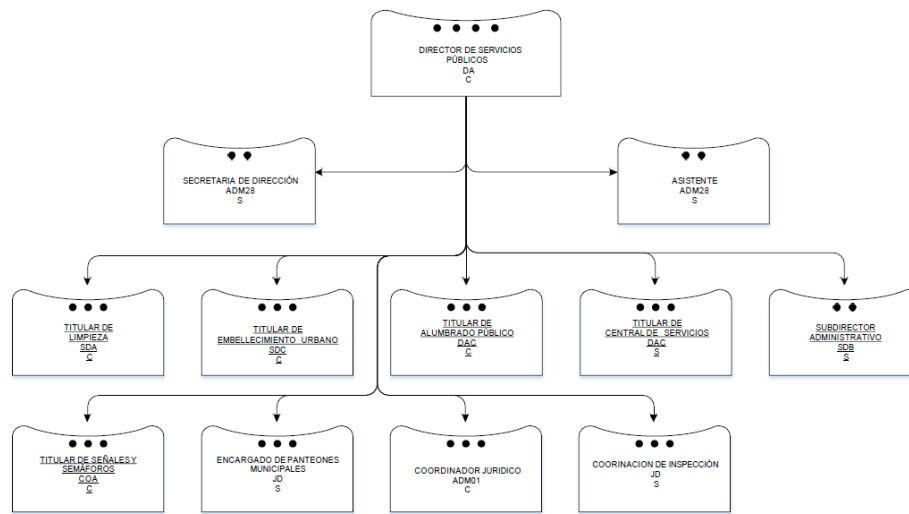 DIRECTOR DE SERVICIOS
PÚBLICOS
DA
C
SECRETARIA DE DIRECCIÓN
ADM28
S
ASISTENTE
ADM28
S
TITULAR DE
LIMPIEZA
SDA
C
TITULAR DE
EMBELLECIMIENTO URBANO
SDC
C
TITULAR DE
ALUMBRADO PÚBLICO
DAC
C
TITULAR DE
CENTRAL DE SERVICIOS
DAC
S
SUBDIRECTOR
ADMINISTRATIVO
SDB
S
TITULAR DE SEÑALES Y
SEMÁFOROS
COA
C
ENCARGADO DE PANTEONES
MUNICIPALES
JD
S
COORDINADOR JURIDICO
ADM01
C
COORINACION DE INSPECCIÓN
JD
S